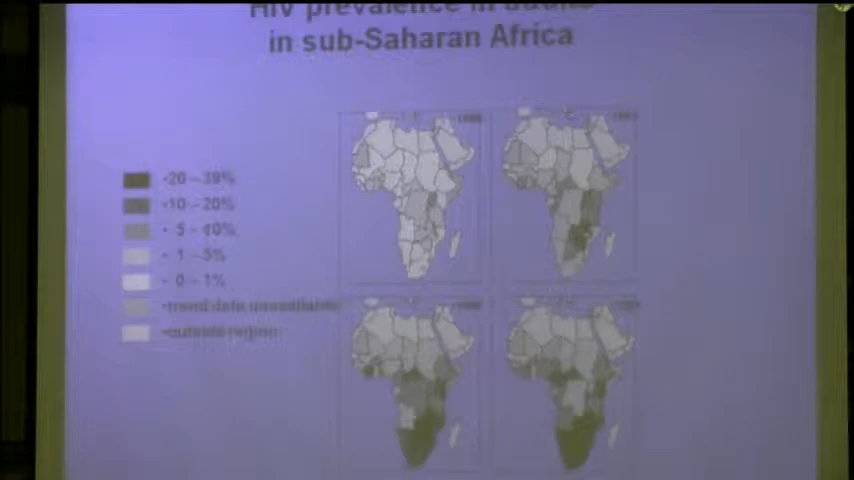 HIV prevalence in adults
in sub-Saharan Africa
20 – 39%
10 – 20%
5 – 10%
1 – 5%
0 – 1%
trend data unavailable
outside region